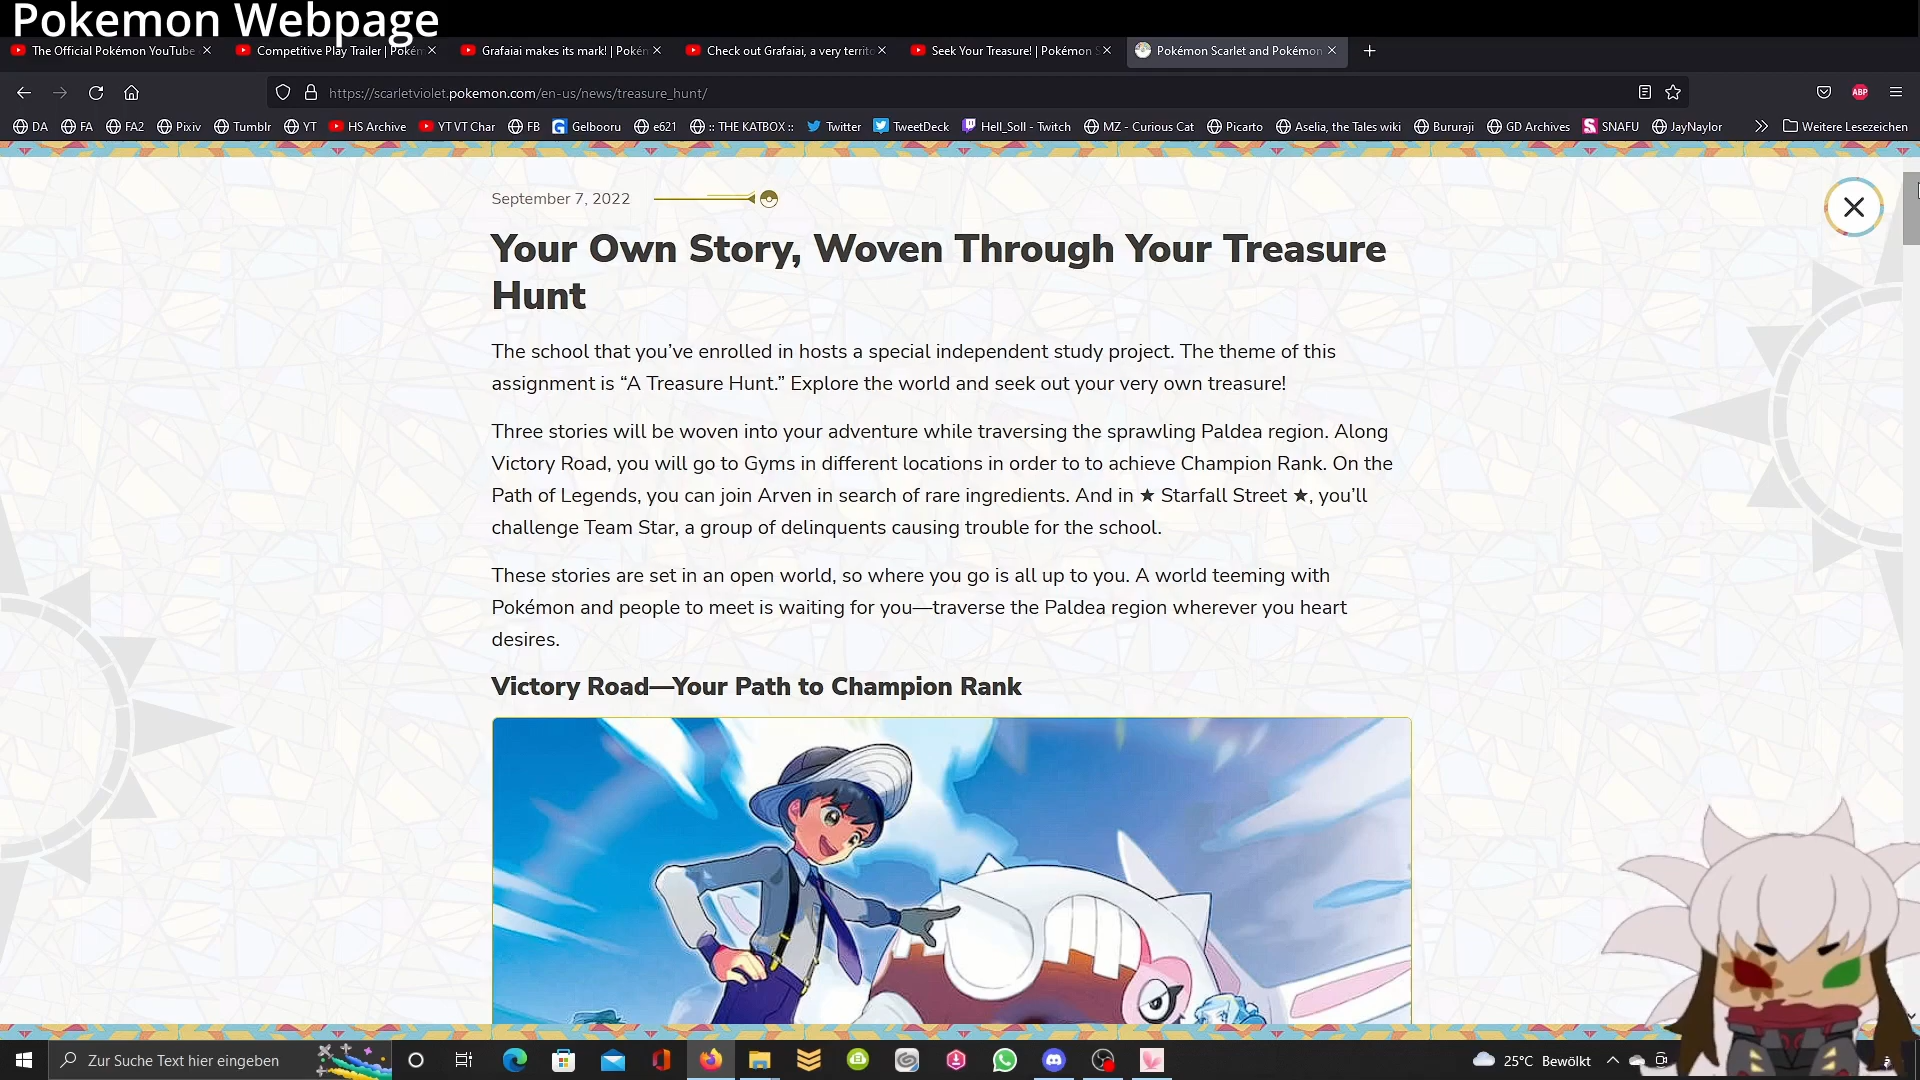 Pokemon Webpage
The Official Pokémon YouTube
Competitive Play Trailer | Pokén
Grafaiai makes its mark! | Pokén
Check out Grafaiai, a very territo
Seek Your Treasure! | Pokémon S
Pokémon Scarlet and Pokémon
https://scarletviolet.pokemon.com/en-us/news/treasure_hunt/
ABP
DA FA FA2 Pixiv Tumblr YT HS Archive YT VT Char FB Gelbooru e621 :: THE KATBOX :: Twitter TweetDeck Hell_Soll - Twitch MZ - Curious Cat Picarto Aselia, the Tales wiki Bururaji GD Archives SNAFU JayNaylor Weitere Lesezeichen
September 7, 2022
Your Own Story, Woven Through Your Treasure
Hunt
The school that you’ve enrolled in hosts a special independent study project. The theme of this
assignment is “A Treasure Hunt.” Explore the world and seek out your very own treasure!
Three stories will be woven into your adventure while traversing the sprawling Paldea region. Along
Victory Road, you will go to Gyms in different locations in order to to achieve Champion Rank. On the
Path of Legends, you can join Arven in search of rare ingredients. And in ★ Starfall Street ★, you’ll
challenge Team Star, a group of delinquents causing trouble for the school.
These stories are set in an open world, so where you go is all up to you. A world teeming with
Pokémon and people to meet is waiting for you—traverse the Paldea region wherever you heart
desires.
Victory Road—Your Path to Champion Rank
Zur Suche Text hier eingeben
25°C Bewölkt